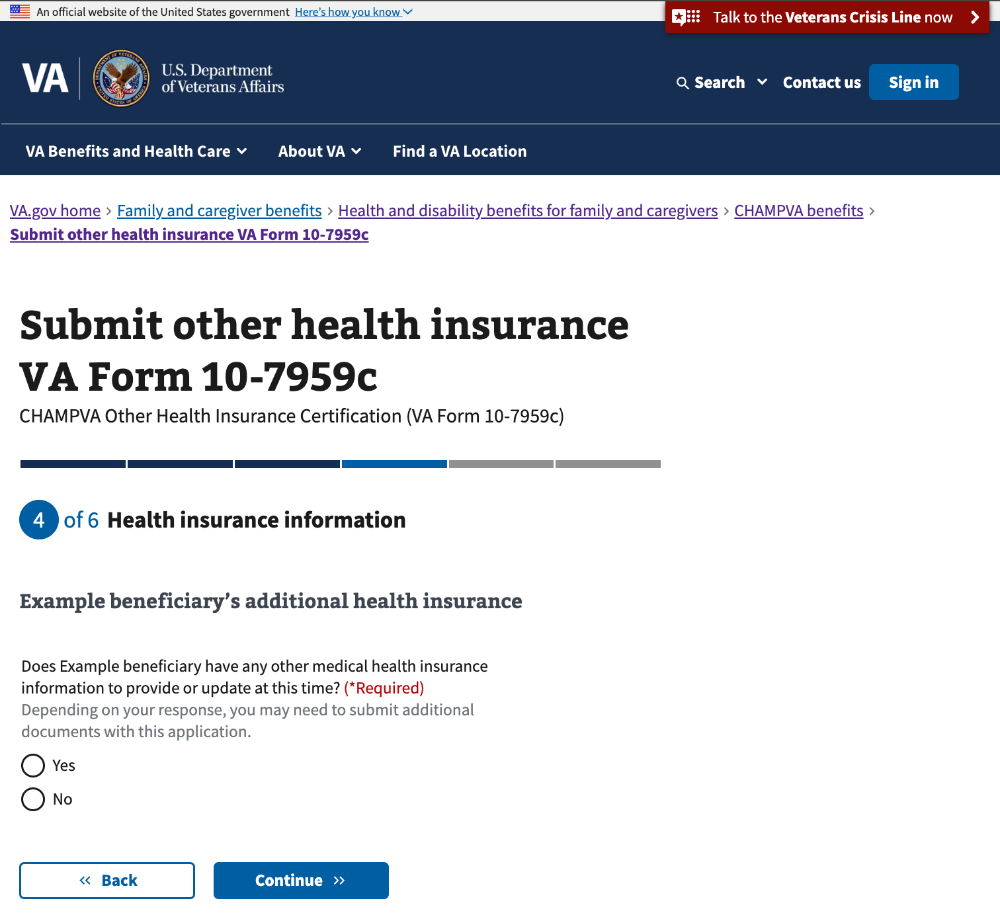 An official website of the United States government Here's how you know
Talk to the Veterans Crisis Line now
VA
U.S. Department
of Veterans Affairs
Search
Contact us
Sign in
VA Benefits and Health Care
About VA
Find a VA Location
VA.gov home › Family and caregiver benefits › Health and disability benefits for family and caregivers › CHAMPVA benefits ›
Submit other health insurance VA Form 10-7959c
Submit other health insurance
VA Form 10-7959c
CHAMPVA Other Health Insurance Certification (VA Form 10-7959c)
4 of 6 Health insurance information
Example beneficiary’s additional health insurance
Does Example beneficiary have any other medical health insurance
information to provide or update at this time? (*Required)
Depending on your response, you may need to submit additional
documents with this application.
Yes
No
« Back
Continue »